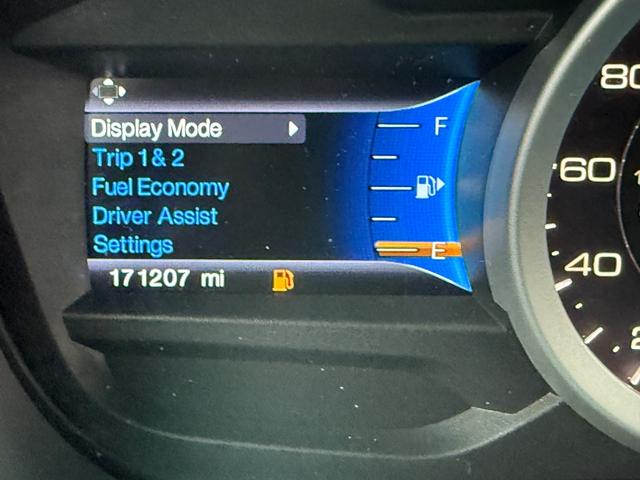 Display Mode
Trip 1 & 2
Fuel Economy
Driver Assist
Settings
171207 mi
F
E
80
60
40